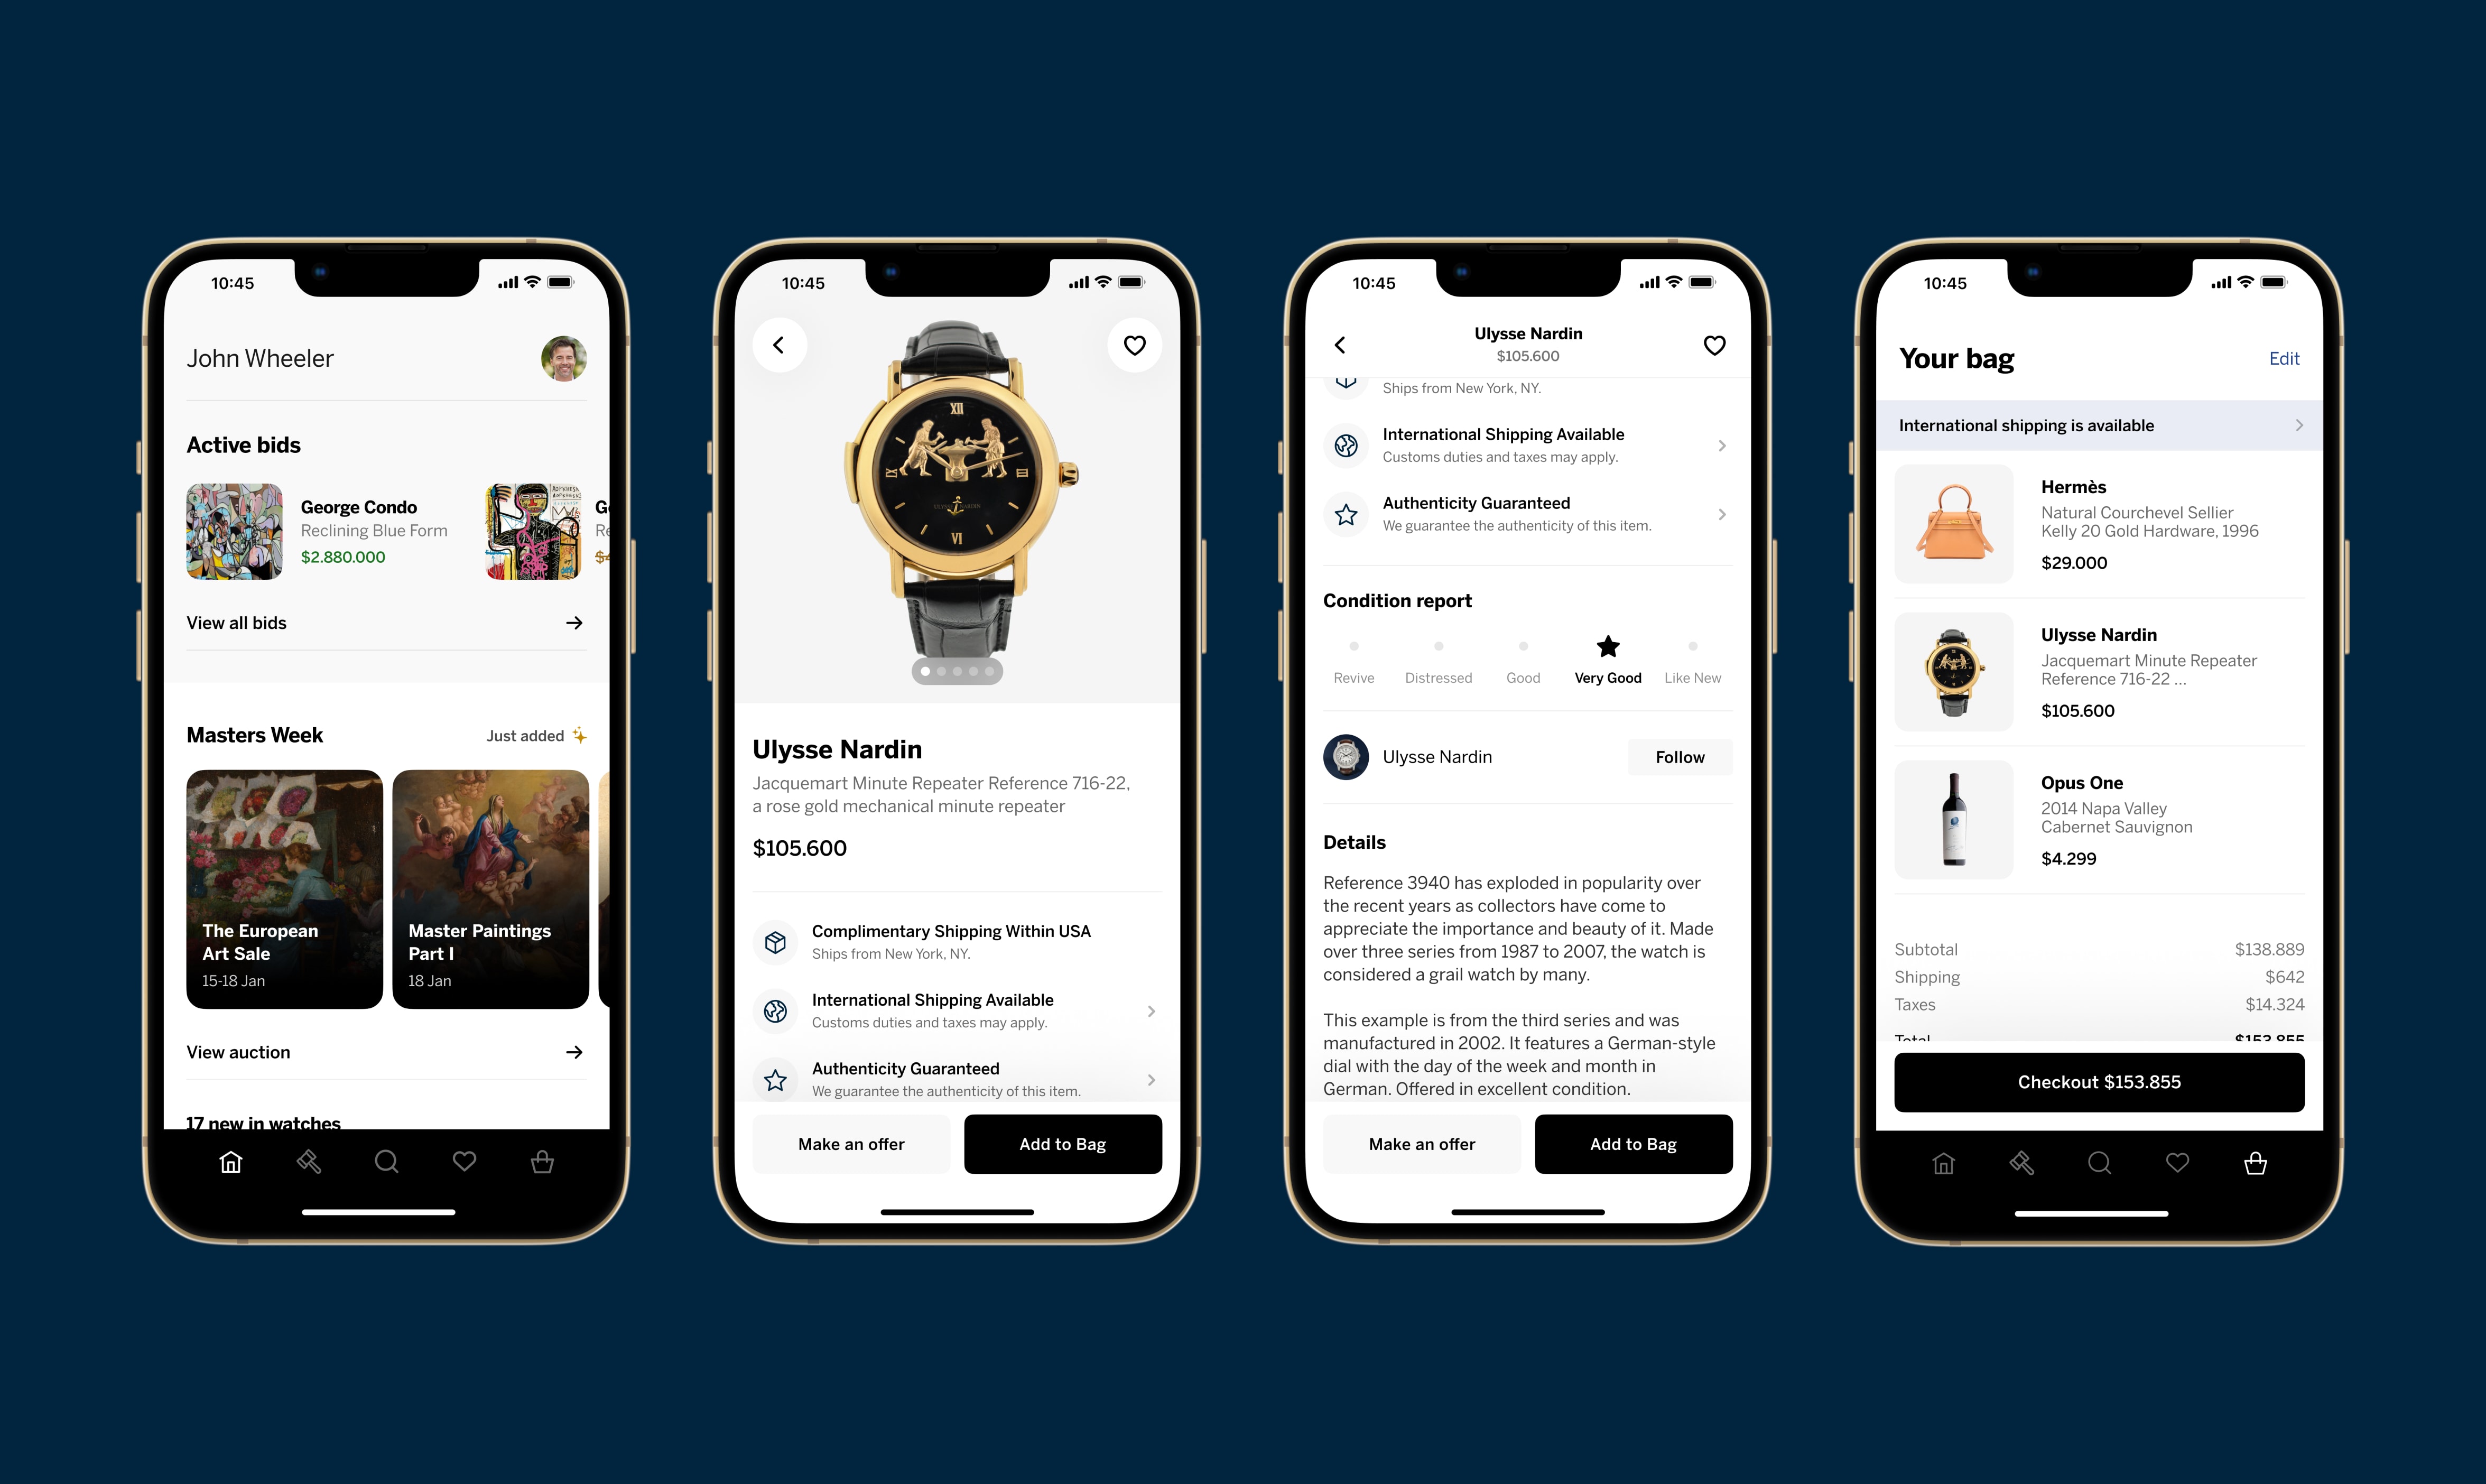 10:45
John Wheeler
Active bids
George Condo
Reclining Blue Form
$2.880.000
View all bids
Masters Week
Just added
The European
Art Sale
15-18 Jan
Master Paintings
Part I
18 Jan
View auction
17 new in watches
10:45
XII
VI
ULYSSE NARDIN
Ulysse Nardin
Jacquemart Minute Repeater Reference 716-22,
a rose gold mechanical minute repeater
$105.600
Complimentary Shipping Within USA
Ships from New York, NY.
International Shipping Available
Customs duties and taxes may apply.
Authenticity Guaranteed
We guarantee the authenticity of this item.
Make an offer
Add to Bag
10:45
Ulysse Nardin
$105.600
Ships from New York, NY.
International Shipping Available
Customs duties and taxes may apply.
Authenticity Guaranteed
We guarantee the authenticity of this item.
Condition report
Revive
Distressed
Good
Very Good
Like New
Ulysse Nardin
Follow
Details
Reference 3940 has exploded in popularity over
the recent years as collectors have come to
appreciate the importance and beauty of it. Made
over three series from 1987 to 2007, the watch is
considered a grail watch by many.
This example is from the third series and was
manufactured in 2002. It features a German-style
dial with the day of the week and month in
German. Offered in excellent condition.
Make an offer
Add to Bag
10:45
Your bag
Edit
International shipping is available
Hermès
Natural Courchevel Sellier
Kelly 20 Gold Hardware, 1996
$29.000
Ulysse Nardin
Jacquemart Minute Repeater
Reference 716-22 ...
$105.600
Opus One
2014 Napa Valley
Cabernet Sauvignon
$4.299
Subtotal $138.889
Shipping $642
Taxes $14.324
Total $153.855
Checkout $153.855